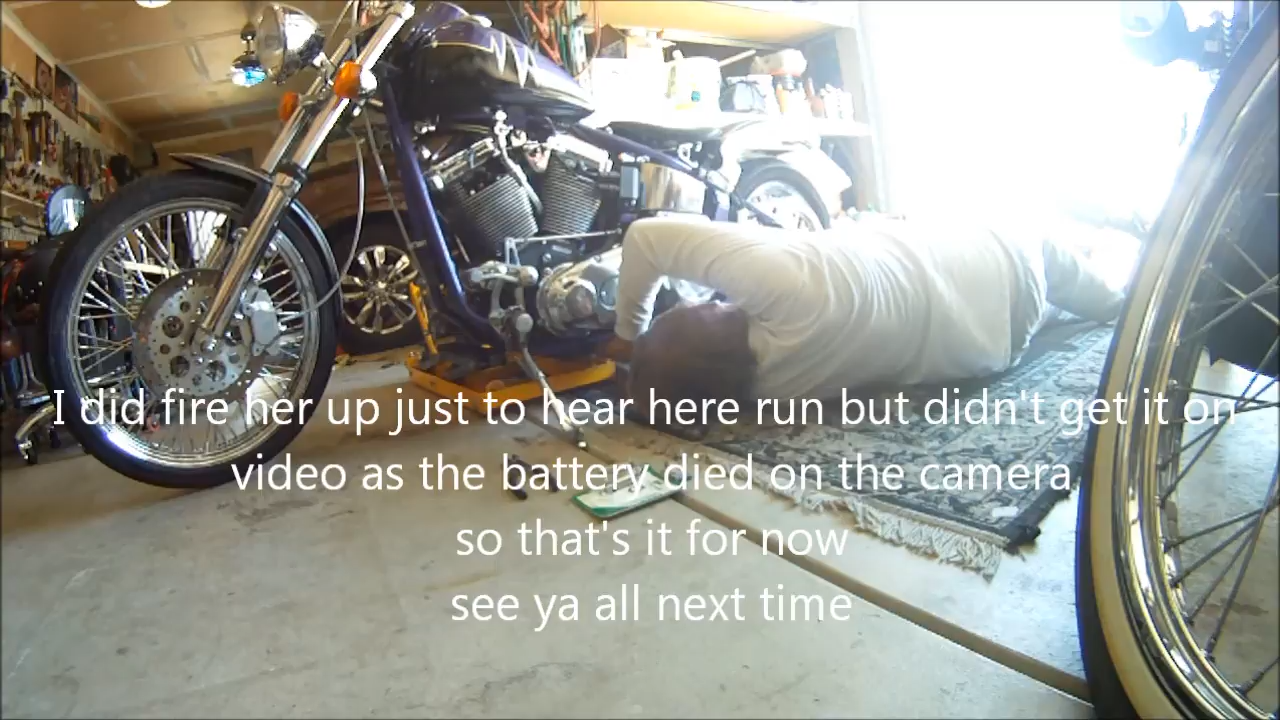 I did fire her up just to hear here run but didn't get it on
video as the battery died on the camera
so that's it for now
see ya all next time